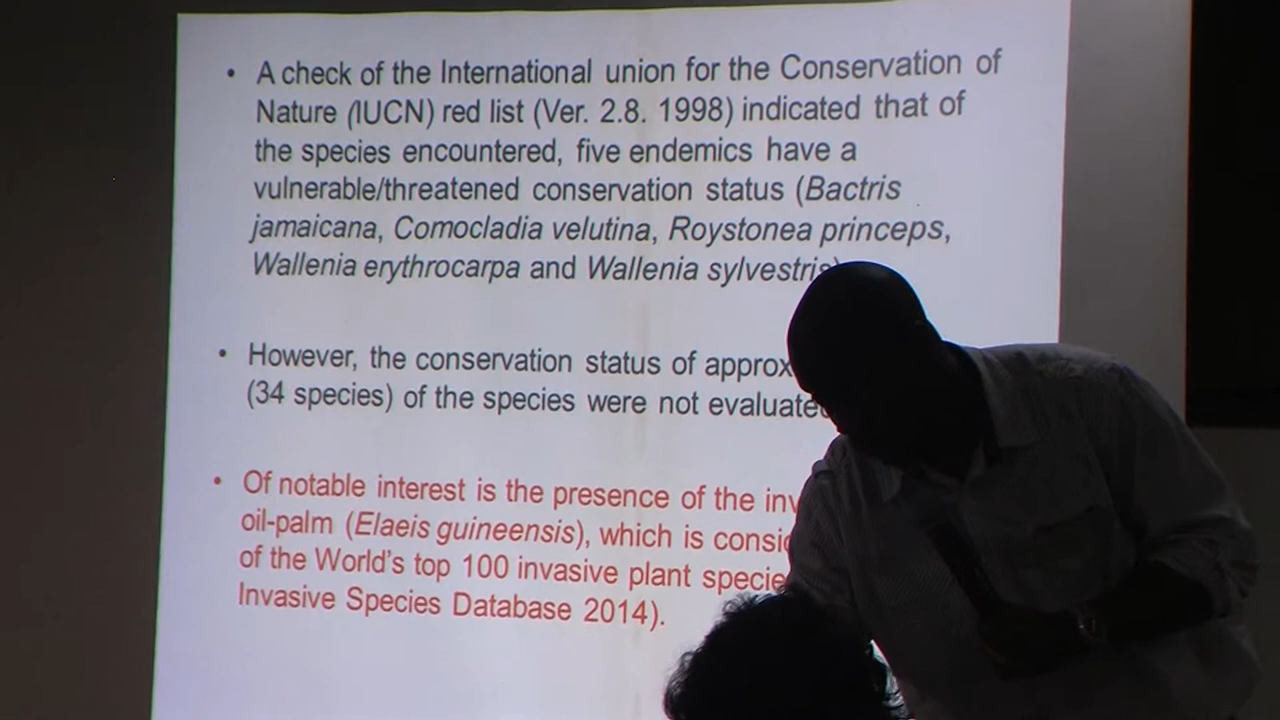 • A check of the International union for the Conservation of
Nature (IUCN) red list (Ver. 2.8. 1998) indicated that of
the species encountered, five endemics have a
vulnerable/threatened conservation status (Bactris
jamaicana, Comocladia velutina, Roystonea princeps,
Wallenia erythrocarpa and Wallenia sylvestris)
• However, the conservation status of
(34 species) of the species were not evaluated
• Of notable interest is the presence of the
oil-palm (Elaeis guineensis), which is
of the World's top 100 invasive plant
Invasive Species Database 2014).